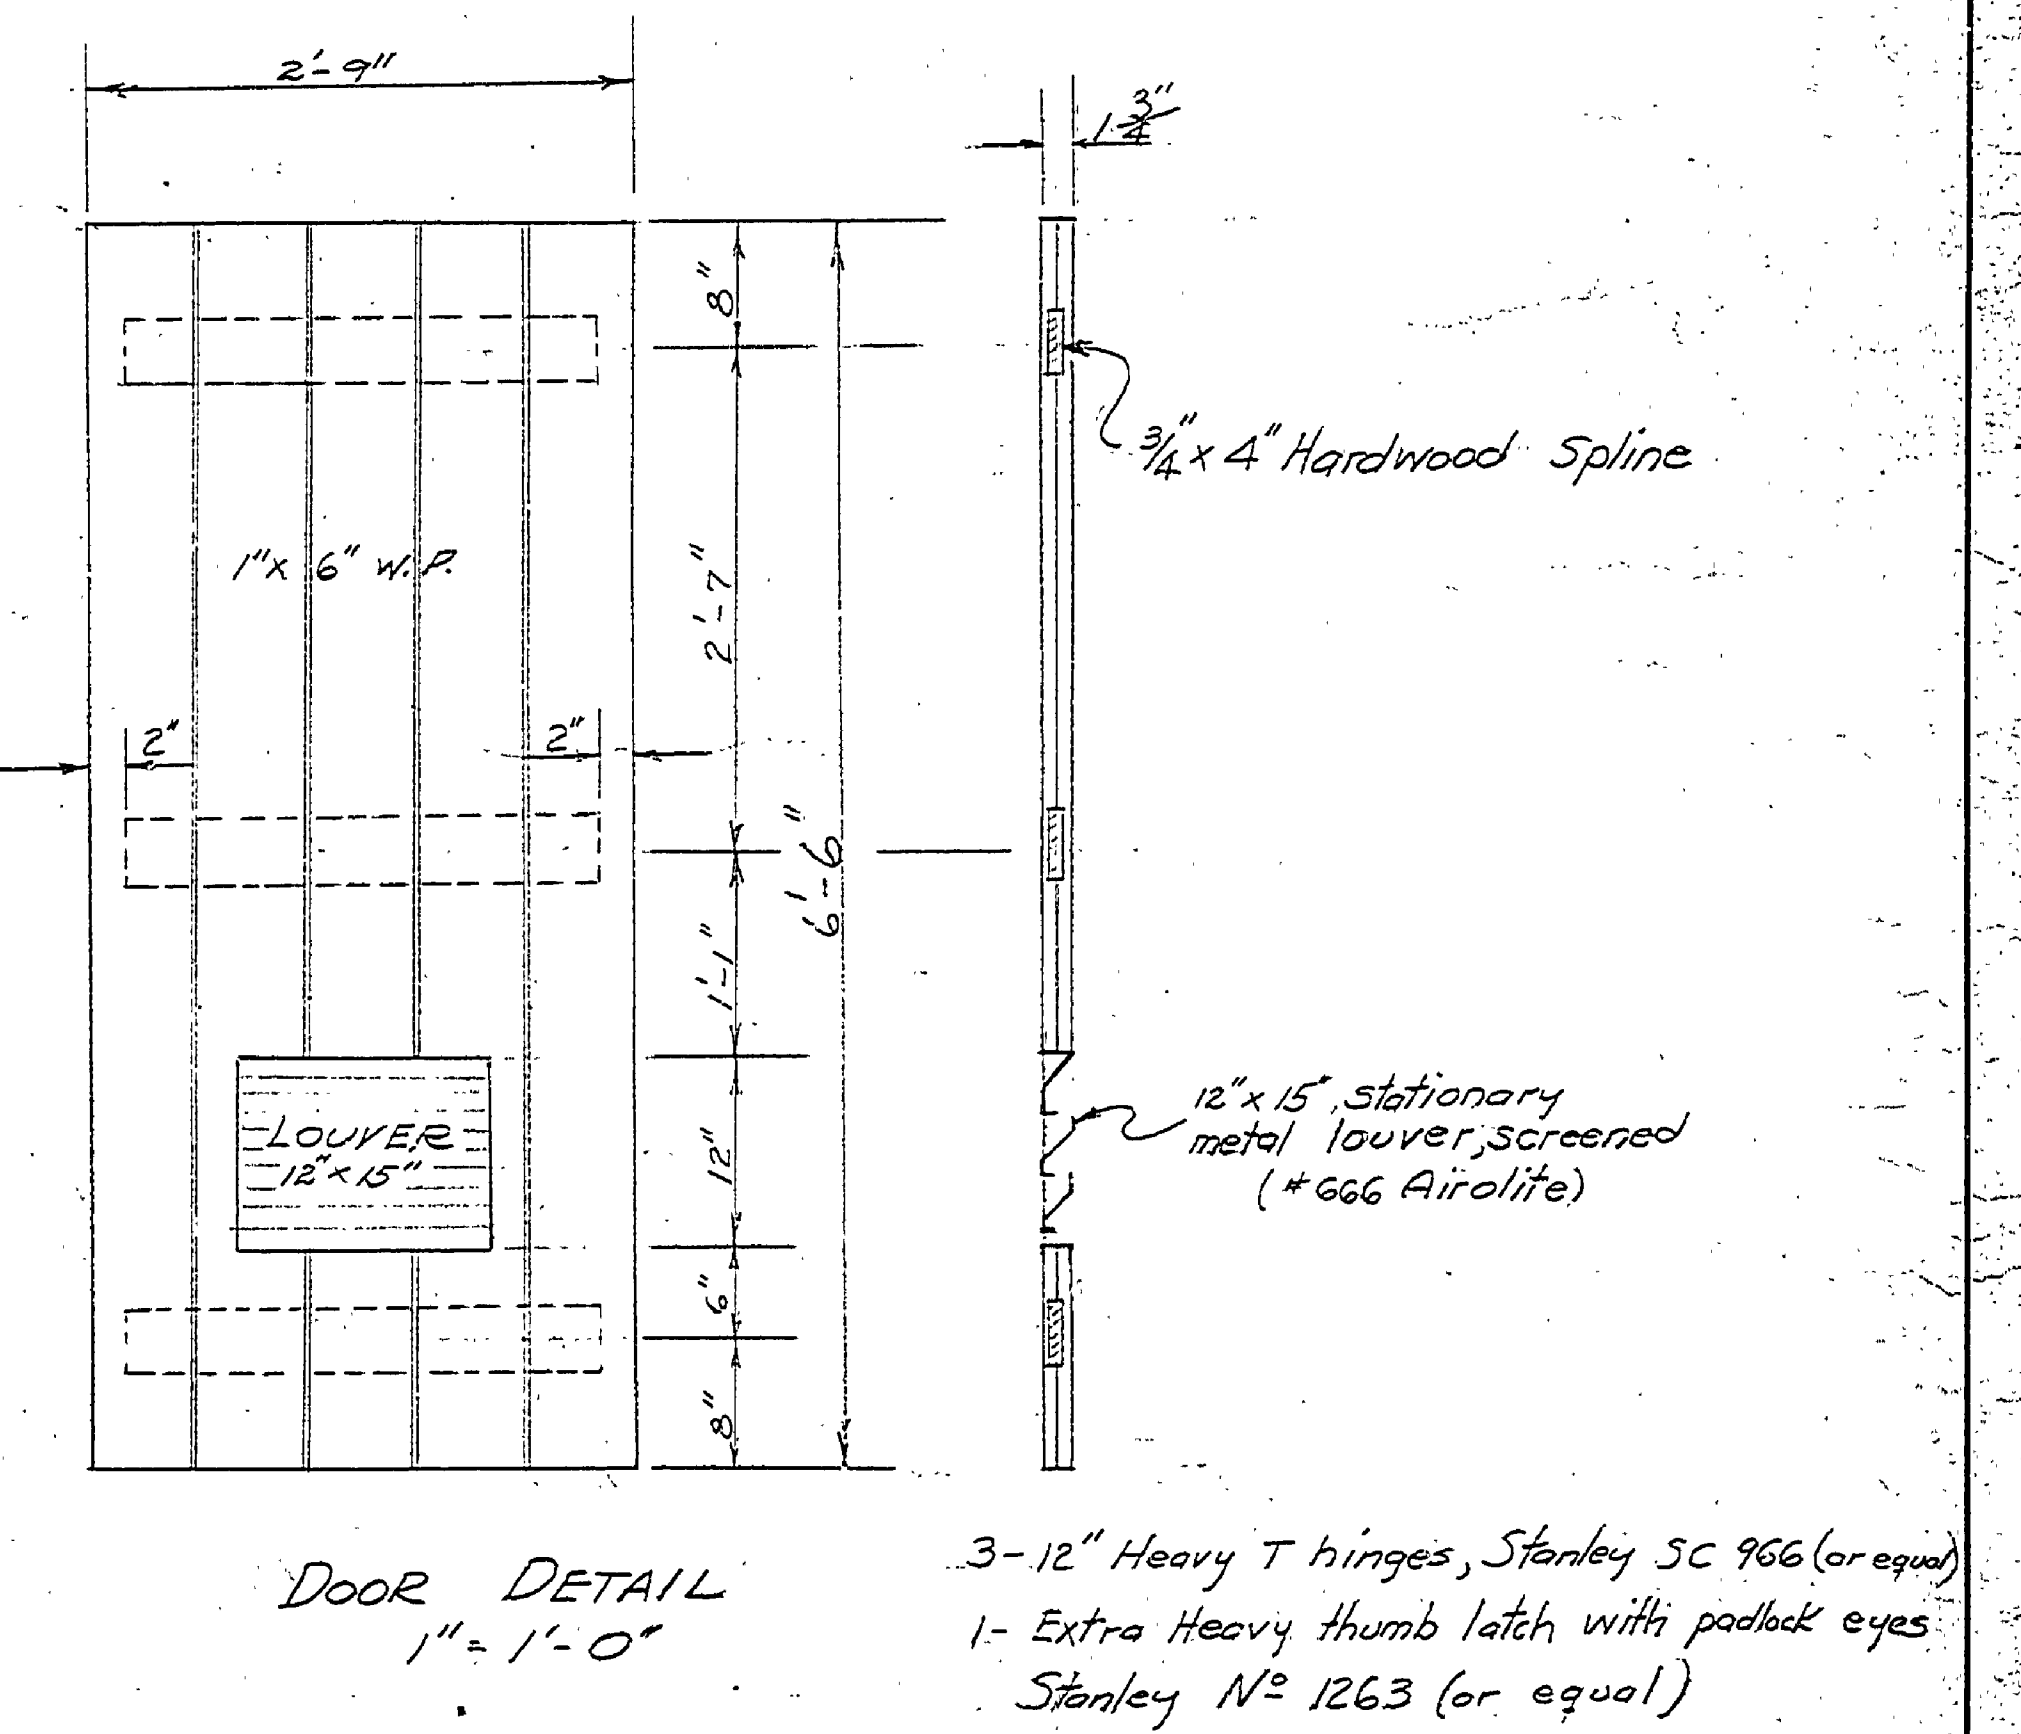 2'-9"
1 3/4"
8"
3/4" x 4" Hardwood Spline
2'-7"
1" x 6" W.P.
2"
2"
6'-6"
1'-1"
12" x 15", stationary
metal louver, screened
(#666 Airolite)
LOUVER
12" x 15"
12"
6"
8"
DOOR DETAIL
1" = 1'-0"
3-12" Heavy T hinges, Stanley SC 966 (or equal)
1- Extra Heavy thumb latch with padlock eyes
Stanley Nº 1263 (or equal)